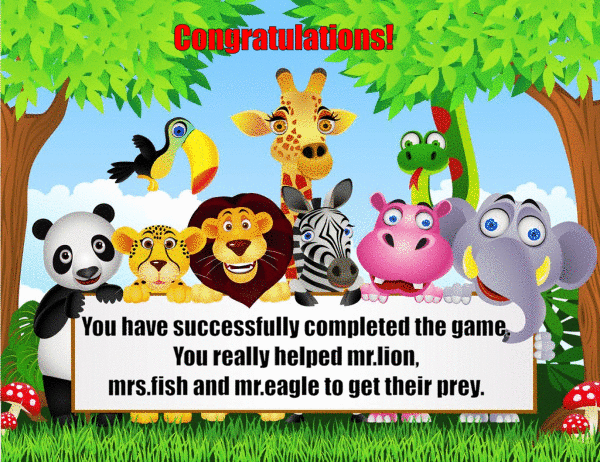 Congratulations!
You have successfully completed the game,
You really helped mr.lion,
mrs.fish and mr.eagle to get their prey.